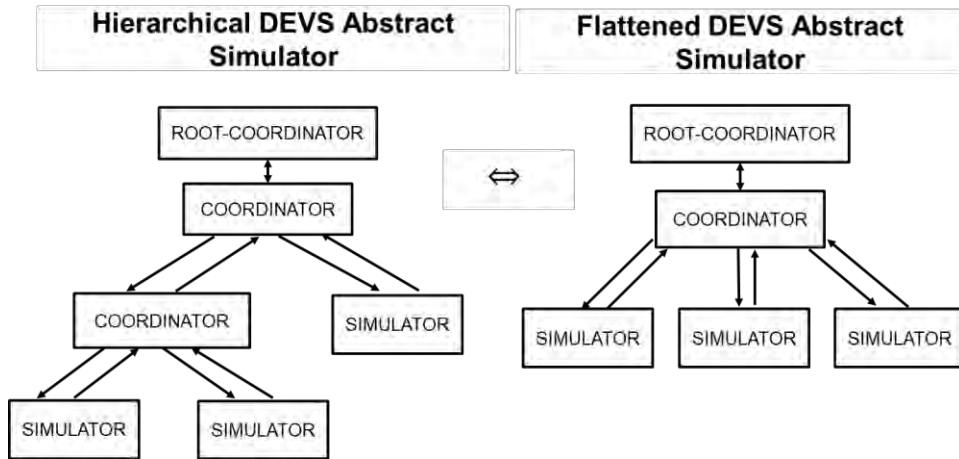 Hierarchical DEVS Abstract
Simulator
Flattened DEVS Abstract
Simulator
ROOT-COORDINATOR
COORDINATOR
COORDINATOR
SIMULATOR
SIMULATOR
SIMULATOR
⇔
ROOT-COORDINATOR
COORDINATOR
SIMULATOR
SIMULATOR
SIMULATOR